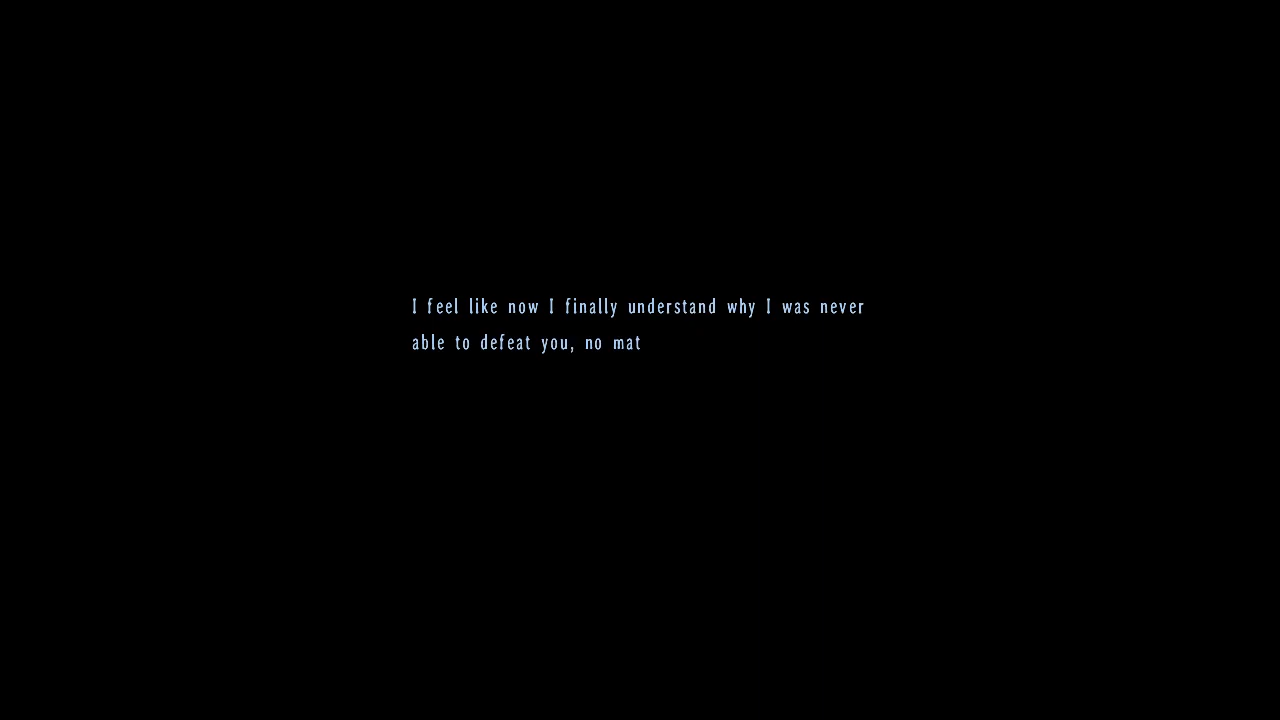 I feel like now I finally understand why I was never
able to defeat you, no mat